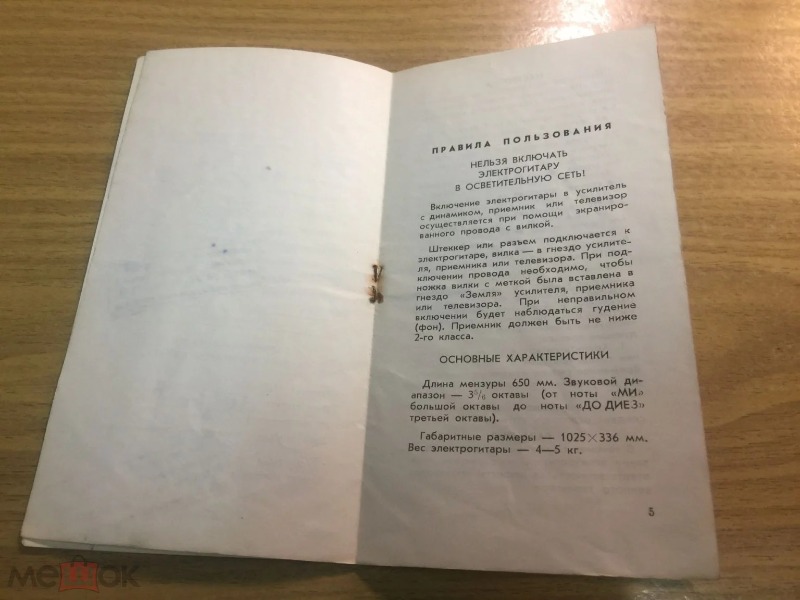 ПРАВИЛА ПОЛЬЗОВАНИЯ
НЕЛЬЗЯ ВКЛЮЧАТЬ
ЭЛЕКТРОГИТАРУ
В ОСВЕТИТЕЛЬНУЮ СЕТЬ!
Включение электрогитары в усилитель
с динамиком, приемник или телевизор
осуществляется при помощи экраниро-
ванного провода с вилкой.
Штеккер или разъем подключается к
электрогитаре, вилка — в гнездо усилите-
ля, приемника или телевизора. При под-
ключении провода необходимо, чтобы
ножка вилки с меткой была вставлена в
гнездо «Земля» усилителя, приемника
или телевизора. При неправильном
включении будет наблюдаться гудение
(фон). Приемник должен быть не ниже
2-го класса.
ОСНОВНЫЕ ХАРАКТЕРИСТИКИ
Длина мензуры 650 мм. Звуковой ди-
апазон — 3⁵/₆ октавы (от ноты «МИ»
большой октавы до ноты «ДО ДИЕЗ»
третьей октавы).
Габаритные размеры — 1025×336 мм.
Вес электрогитары — 4—5 кг.
3
мешок